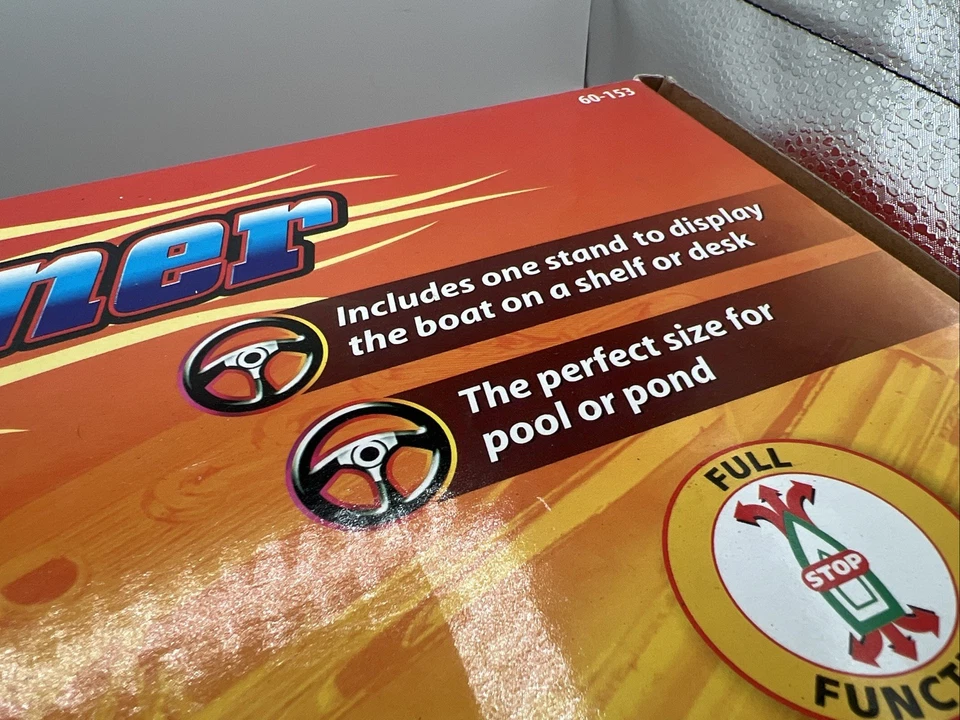 60-153
ner
Includes one stand to display
the boat on a shelf or desk
The perfect size for
pool or pond
FULL
STOP
FUNCT